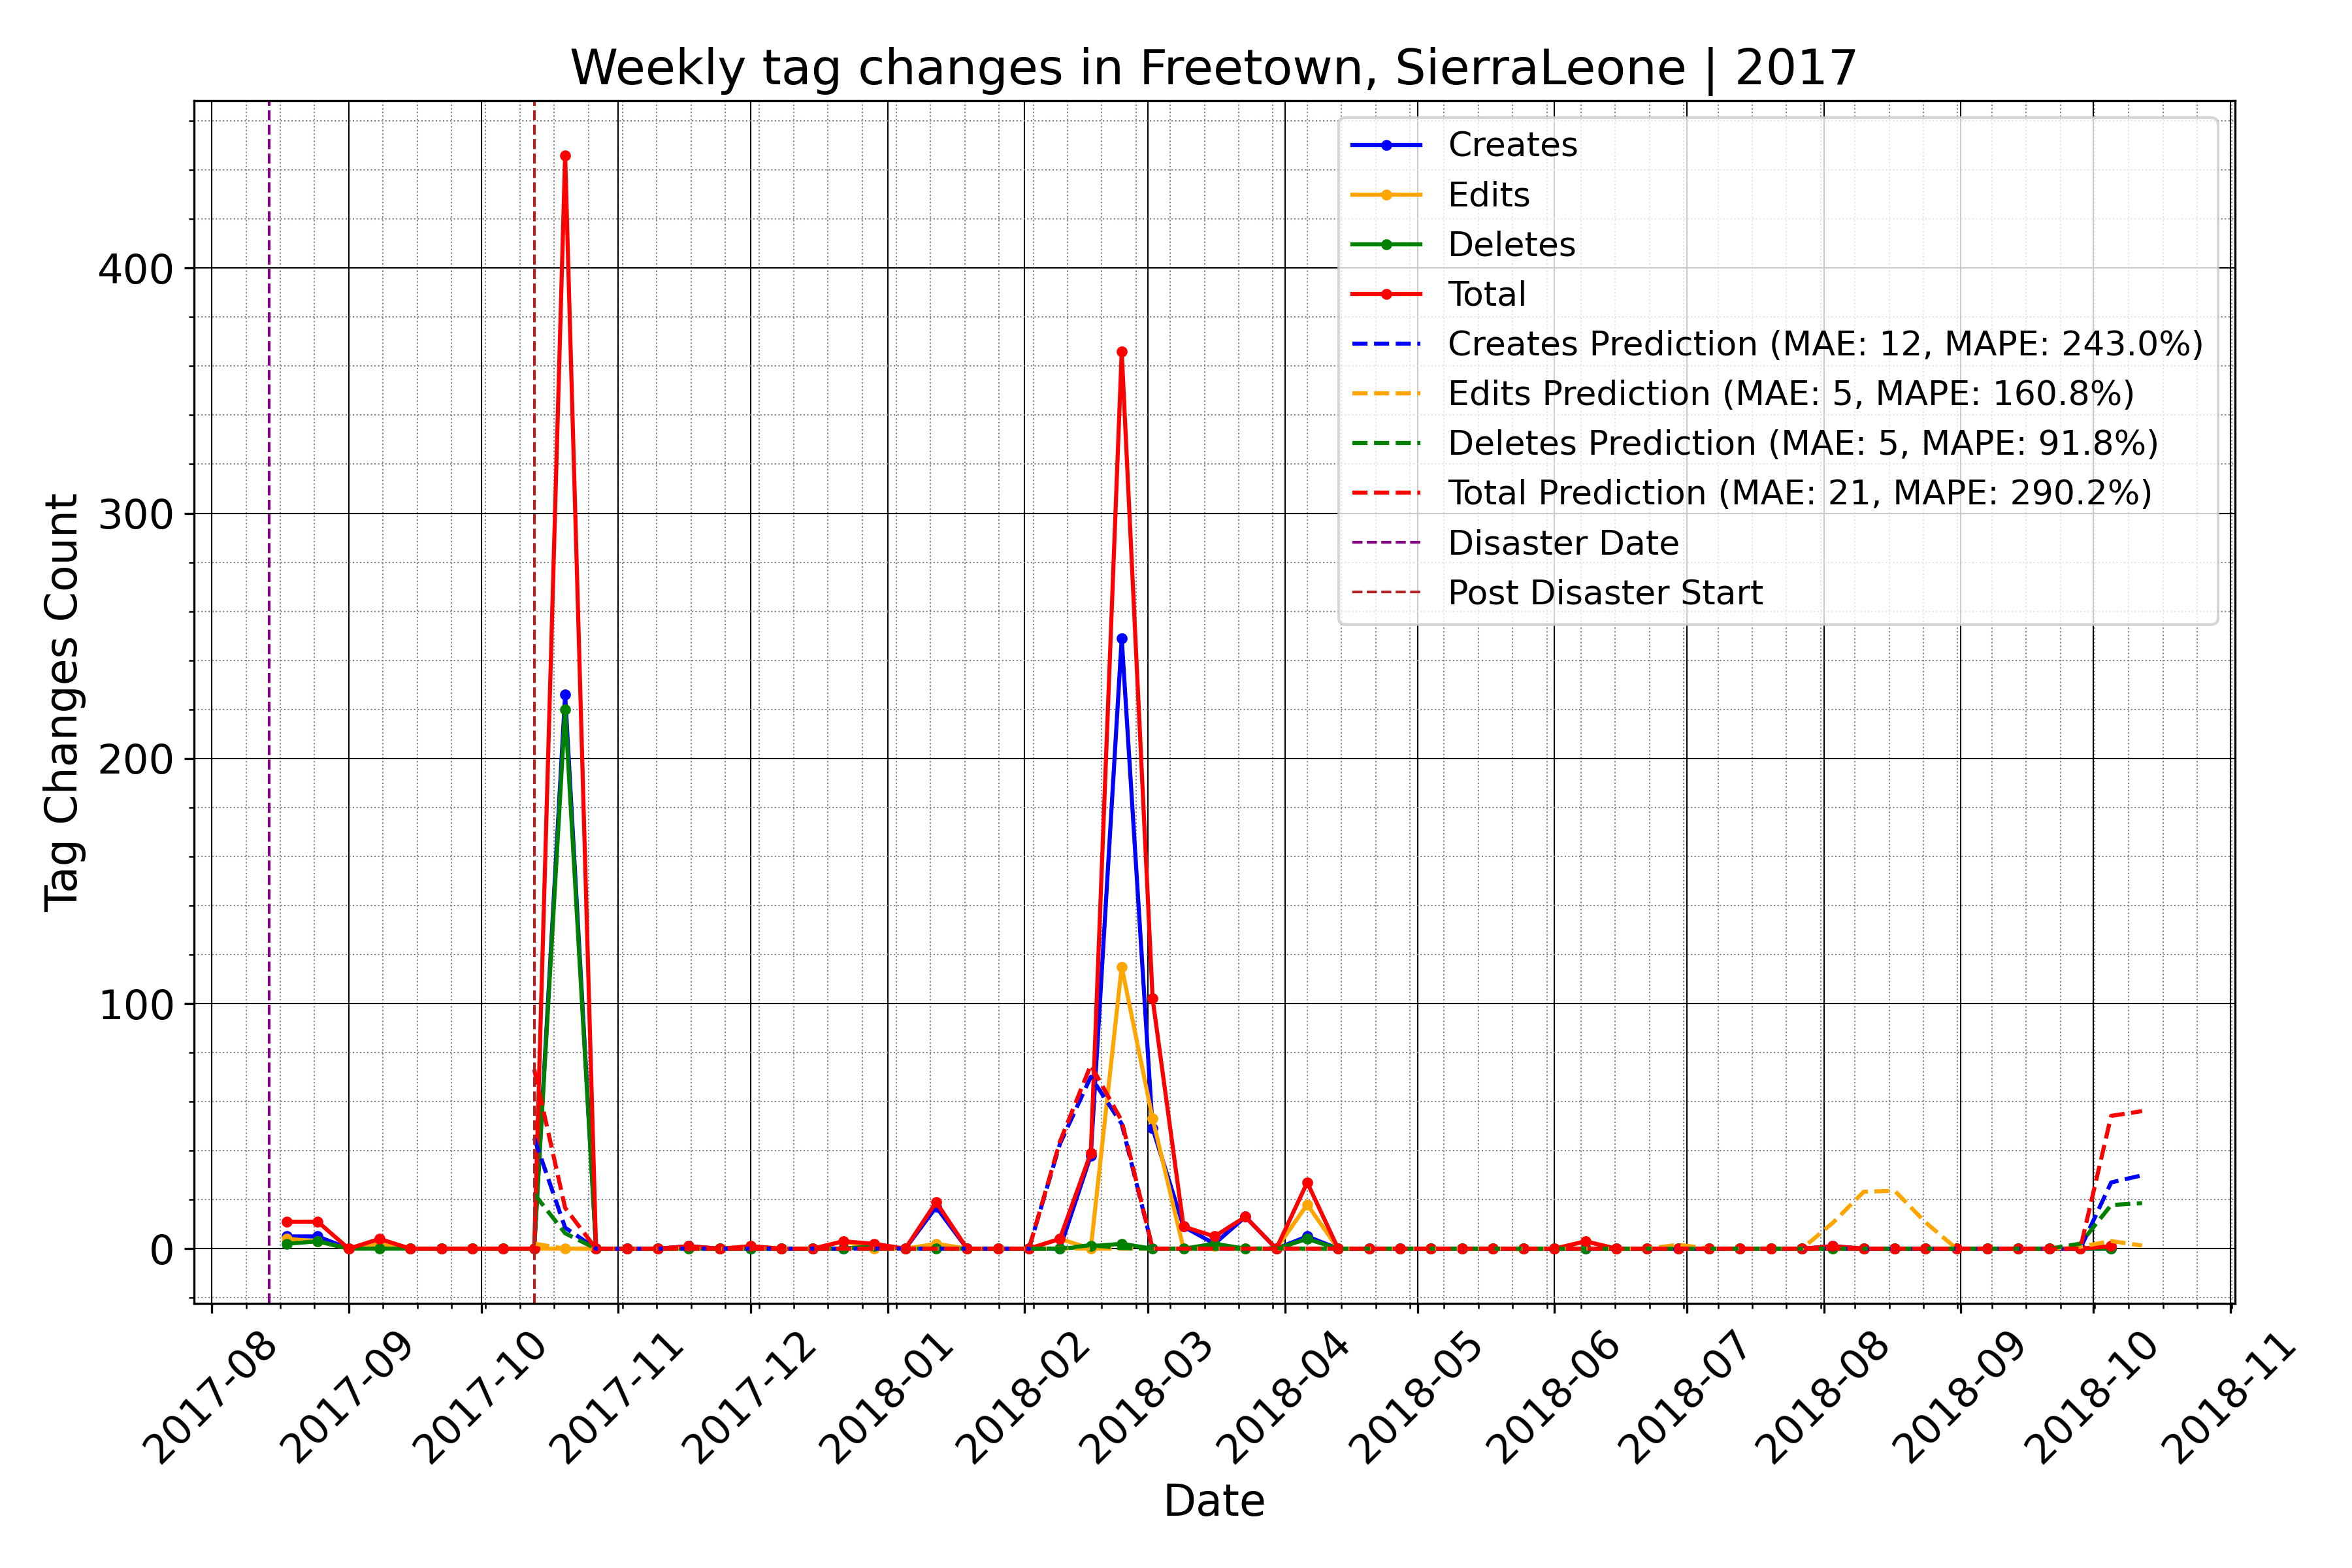 Weekly tag changes in Freetown, SierraLeone | 2017
Creates
Edits
Deletes
Total
Creates Prediction (MAE: 12, MAPE: 243.0%)
Edits Prediction (MAE: 5, MAPE: 160.8%)
Deletes Prediction (MAE: 5, MAPE: 91.8%)
Total Prediction (MAE: 21, MAPE: 290.2%)
Disaster Date
Post Disaster Start
Tag Changes Count
400
300
200
100
0
2017-08
2017-09
2017-10
2017-11
2017-12
2018-01
2018-02
2018-03
2018-04
2018-05
2018-06
2018-07
2018-08
2018-09
2018-10
2018-11
Date